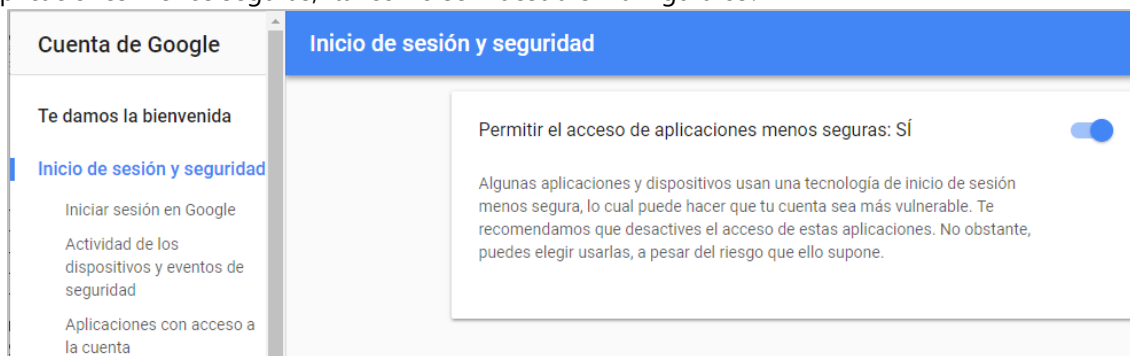 Cuenta de Google
Te damos la bienvenida
Inicio de sesión y seguridad
Iniciar sesión en Google
Actividad de los
dispositivos y eventos de
seguridad
Aplicaciones con acceso a
la cuenta
Inicio de sesión y seguridad
Permitir el acceso de aplicaciones menos seguras: SÍ
Algunas aplicaciones y dispositivos usan una tecnología de inicio de sesión
menos segura, lo cual puede hacer que tu cuenta sea más vulnerable. Te
recomendamos que desactives el acceso de estas aplicaciones. No obstante,
puedes elegir usarlas, a pesar del riesgo que ello supone.